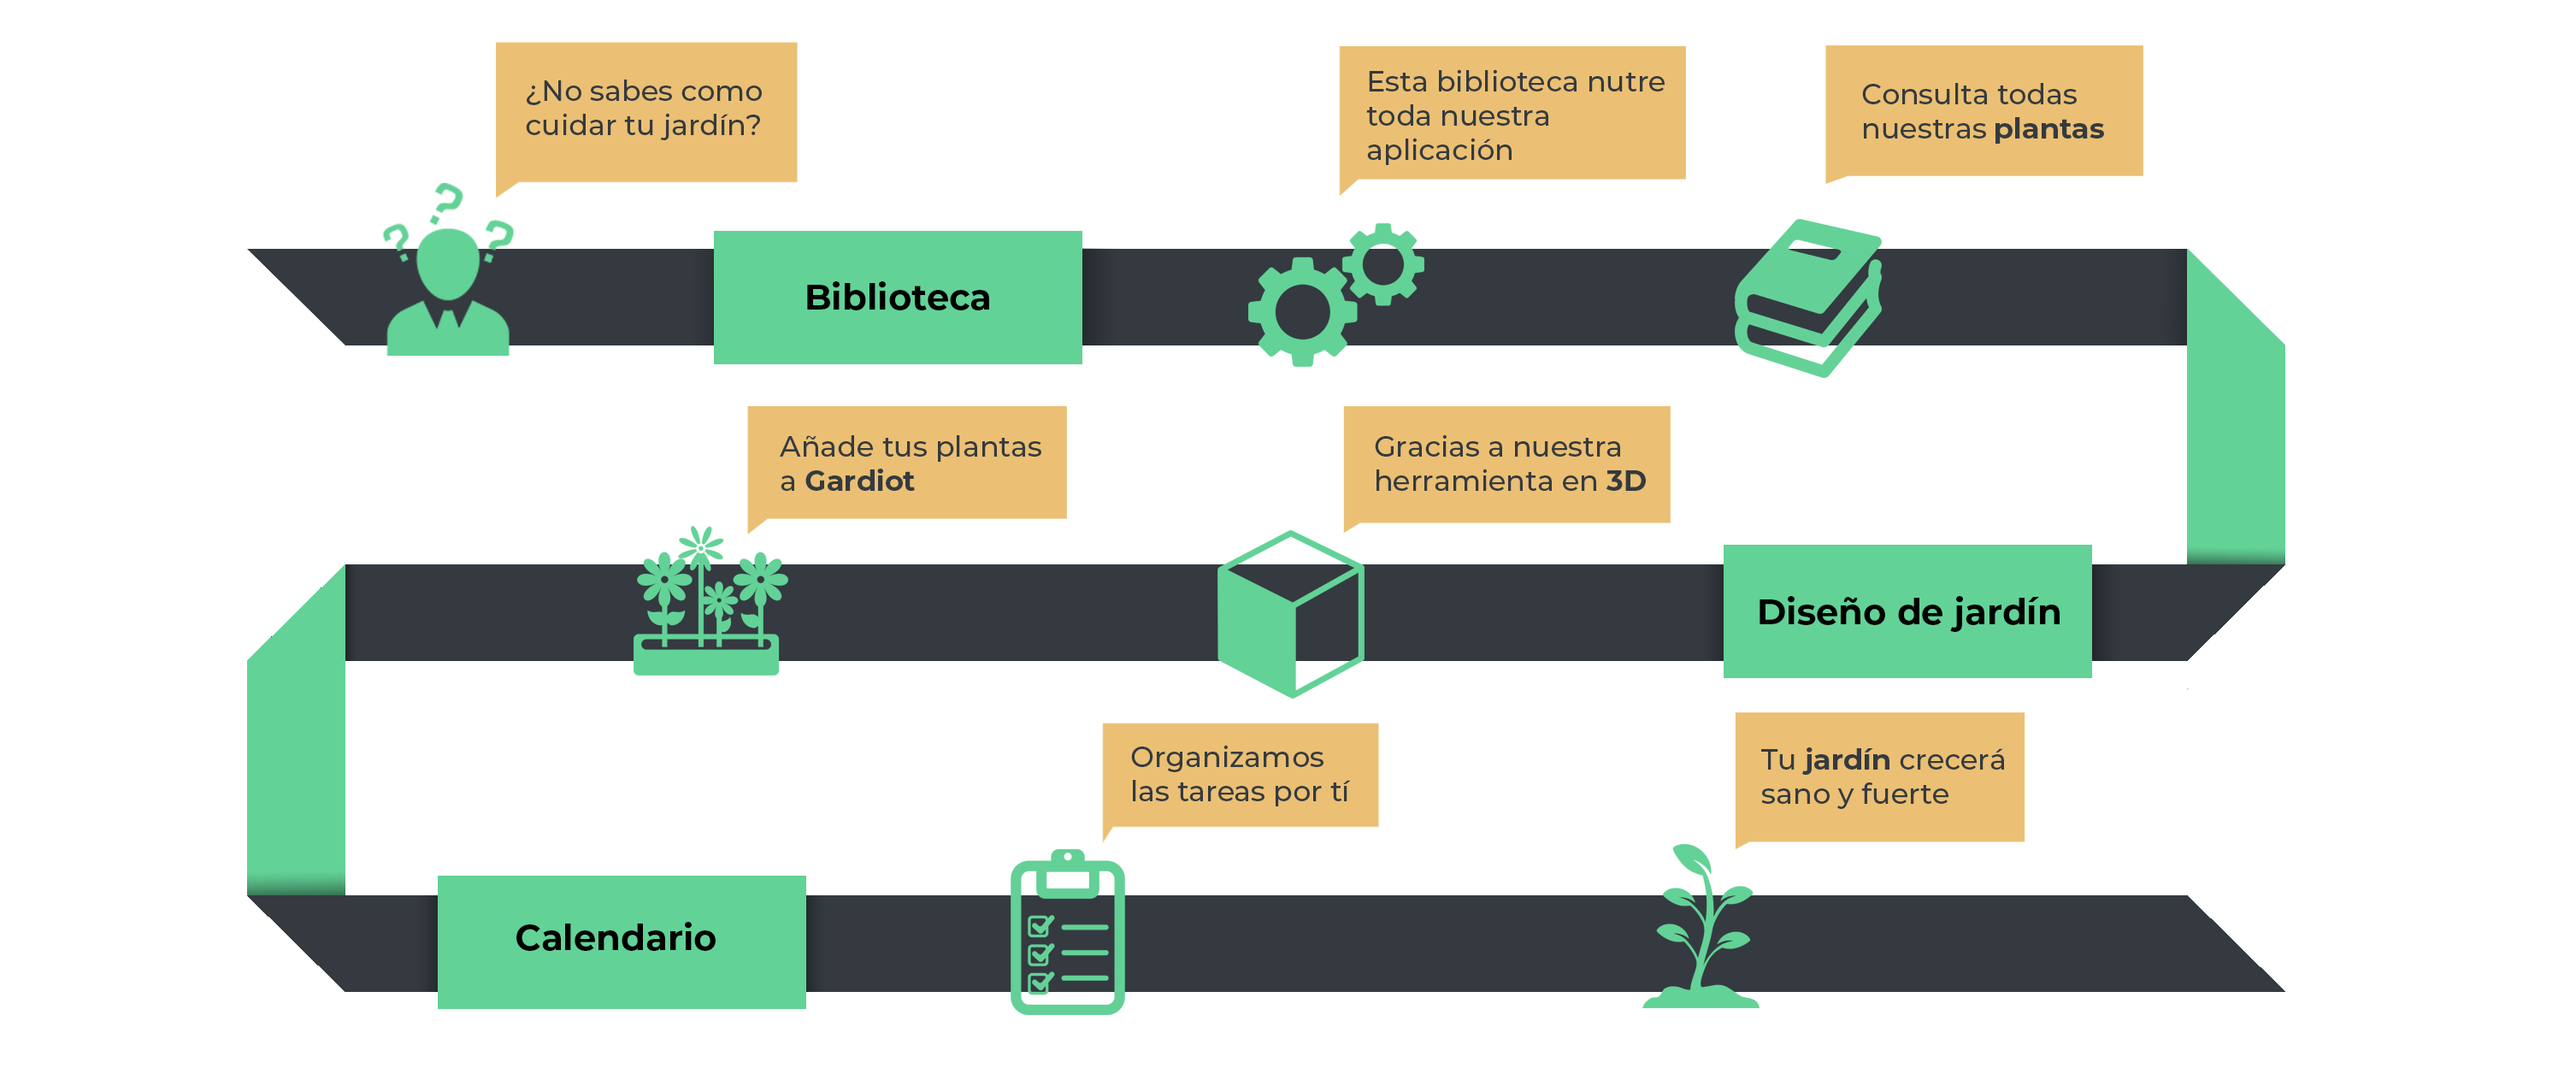 ¿No sabes como
cuidar tu jardín?
Biblioteca
Esta biblioteca nutre
toda nuestra
aplicación
Consulta todas
nuestras plantas
Diseño de jardín
Gracias a nuestra
herramienta en 3D
Añade tus plantas
a Gardiot
Calendario
Organizamos
las tareas por tí
Tu jardín crecerá
sano y fuerte